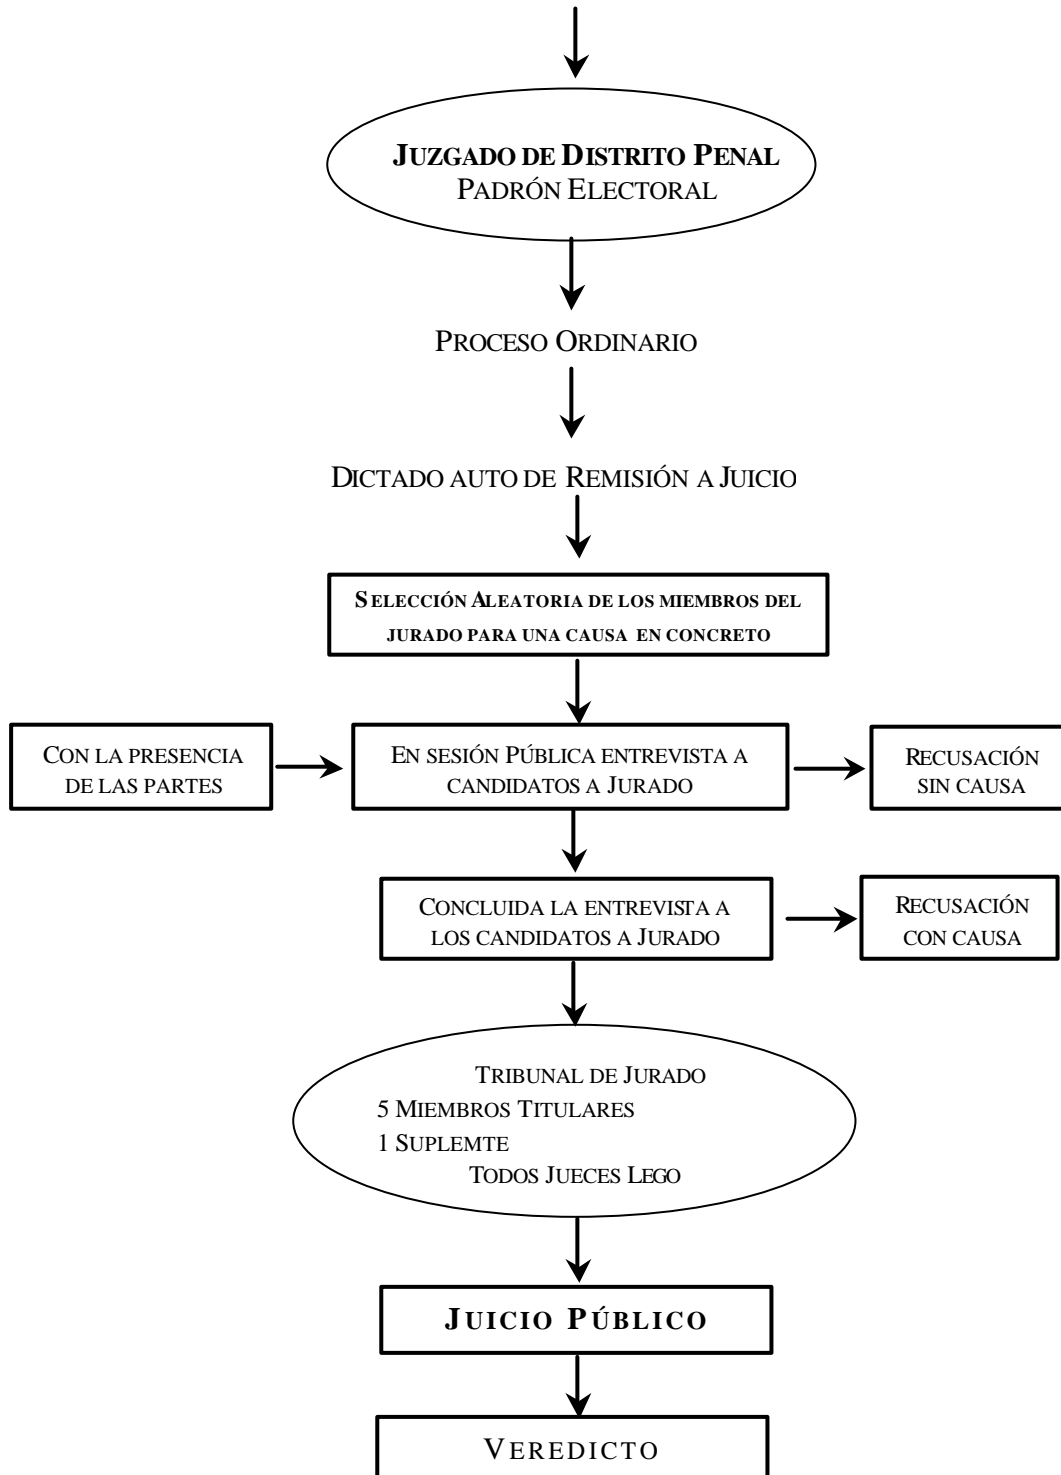 JUZGADO DE DISTRITO PENAL
PADRÓN ELECTORAL
PROCESO ORDINARIO
DICTADO AUTO DE REMISIÓN A JUICIO
SELECCIÓN ALEATORIA DE LOS MIEMBROS DEL
JURADO PARA UNA CAUSA EN CONCRETO
CON LA PRESENCIA
DE LAS PARTES
EN SESIÓN PÚBLICA ENTREVISTA A
CANDIDATOS A JURADO
RECUSACIÓN
SIN CAUSA
CONCLUIDA LA ENTREVISTA A
LOS CANDIDATOS A JURADO
RECUSACIÓN
CON CAUSA
TRIBUNAL DE JURADO
5 MIEMBROS TITULARES
1 SUPLEMTE
TODOS JUECES LEGO
JUICIO PÚBLICO
VEREDICTO